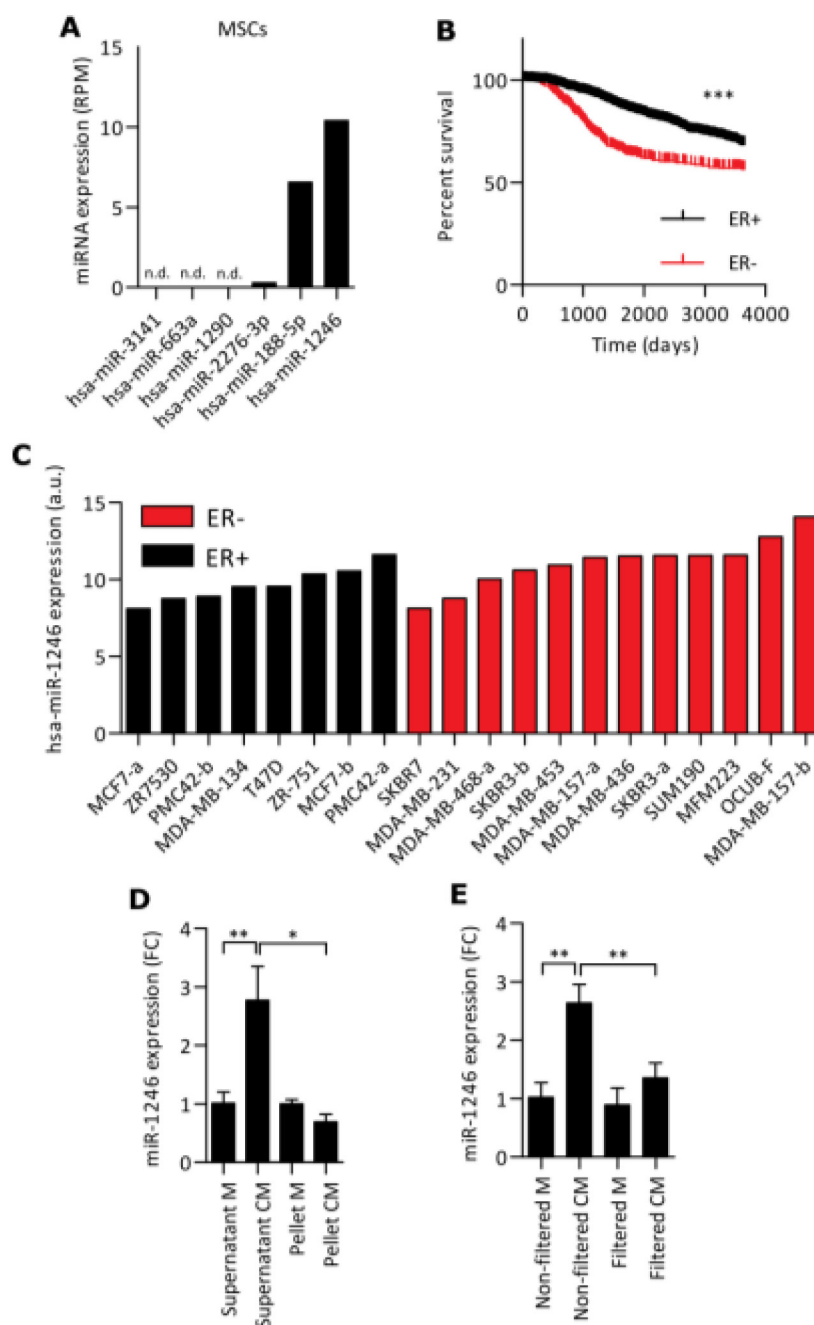 A
MSCs
miRNA expression (RPM)
15
10
5
0
n.d.
n.d.
n.d.
hsa-miR-3141
hsa-miR-663a
hsa-miR-1290
hsa-miR-2276-3p
hsa-miR-188-5p
hsa-miR-1246
B
Percent survival
100
50
0
***
ER+
ER-
0
1000
2000
3000
4000
Time (days)
C
hsa-miR-1246 expression (a.u.)
15
10
5
0
ER-
ER+
MCF7-a
ZR7530
PMC42-b
MDA-MB-134
T47D
ZR-751
MCF7-b
PMC42-a
SKBR7
MDA-MB-231
MDA-MB-468-a
SKBR3-b
MDA-MB-453
MDA-MB-157-a
MDA-MB-436
SKBR3-a
SUM190
MFM223
OCUB-F
MDA-MB-157-b
D
miR-1246 expression (FC)
4
3
2
1
0
**
*
Supernatant M
Supernatant CM
Pellet M
Pellet CM
E
miR-1246 expression (FC)
4
3
2
1
0
**
**
Non-filtered M
Non-filtered CM
Filtered M
Filtered CM